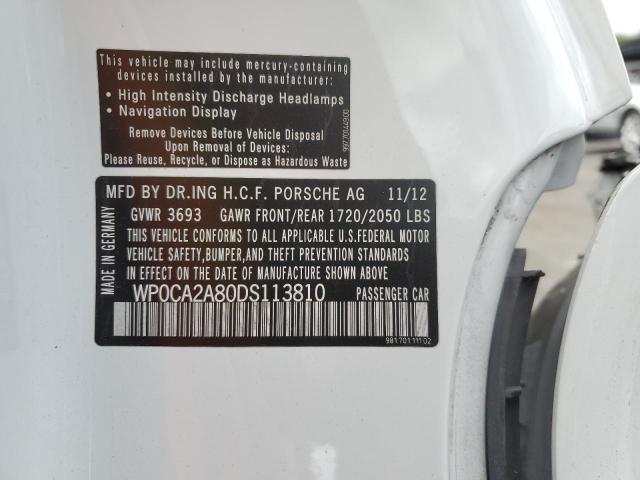 This vehicle may include mercury-containing
devices installed by the manufacturer:
• High Intensity Discharge Headlamps
• Navigation Display
Remove Devices Before Vehicle Disposal
Upon Removal of Devices:
Please Reuse, Recycle, or Dispose as Hazardous Waste
MADE IN GERMANY
MFD BY DR.ING H.C.F. PORSCHE AG 11/12
GVWR 3693 GAWR FRONT/REAR 1720/2050 LBS
THIS VEHICLE CONFORMS TO ALL APPLICABLE U.S.FEDERAL MOTOR
VEHICLE SAFETY,BUMPER,AND THEFT PREVENTION STANDARDS
IN EFFECT ON THE DATE OF MANUFACTURE SHOWN ABOVE.
WP0CA2A80DS113810 PASSENGER CAR
981.701.111.02